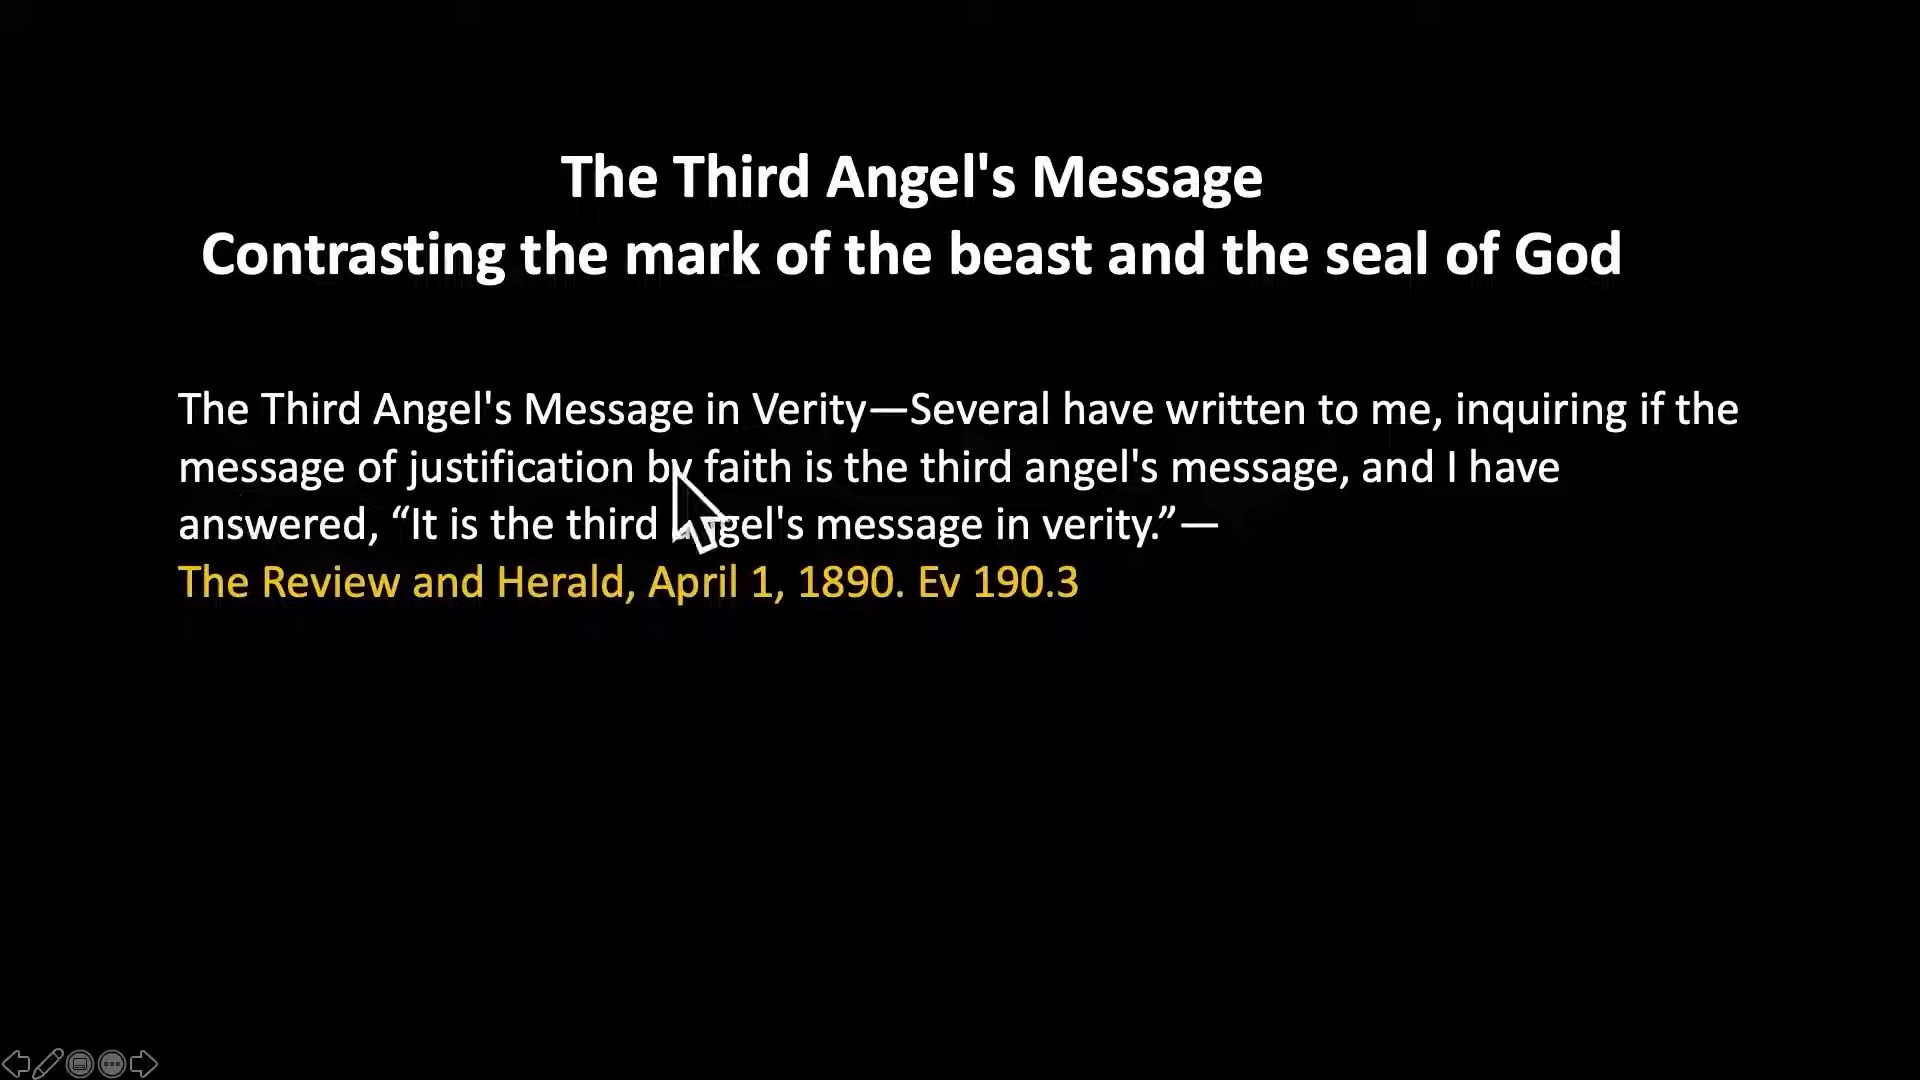 The Third Angel's Message
Contrasting the mark of the beast and the seal of God
The Third Angel's Message in Verity—Several have written to me, inquiring if the
message of justification by faith is the third angel's message, and I have
answered, “It is the third angel's message in verity.”—
The Review and Herald, April 1, 1890. Ev 190.3